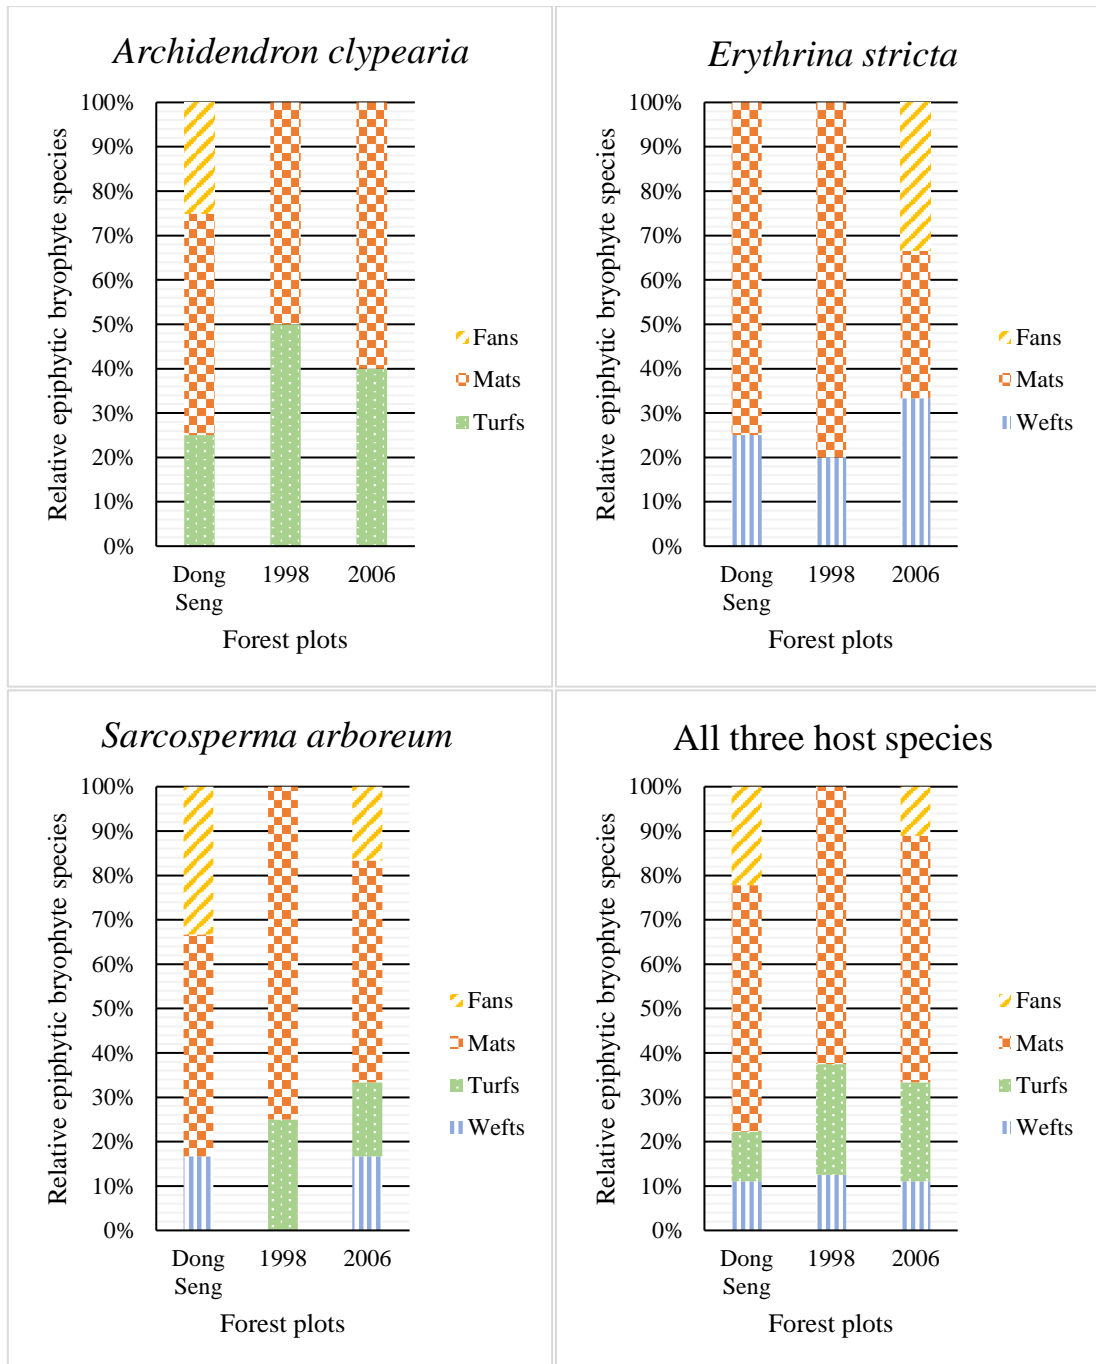 Archidendron clypearia
Relative epiphytic bryophyte species
100%
90%
80%
70%
60%
50%
40%
30%
20%
10%
0%
Dong Seng
1998
2006
Forest plots
Fans
Mats
Turfs
Erythrina stricta
Relative epiphytic bryophyte species
100%
90%
80%
70%
60%
50%
40%
30%
20%
10%
0%
Dong Seng
1998
2006
Forest plots
Fans
Mats
Wefts
Sarcosperma arboreum
Relative epiphytic bryophyte species
100%
90%
80%
70%
60%
50%
40%
30%
20%
10%
0%
Dong Seng
1998
2006
Forest plots
Fans
Mats
Turfs
Wefts
All three host species
Relative epiphytic bryophyte species
100%
90%
80%
70%
60%
50%
40%
30%
20%
10%
0%
Dong Seng
1998
2006
Forest plots
Fans
Mats
Turfs
Wefts